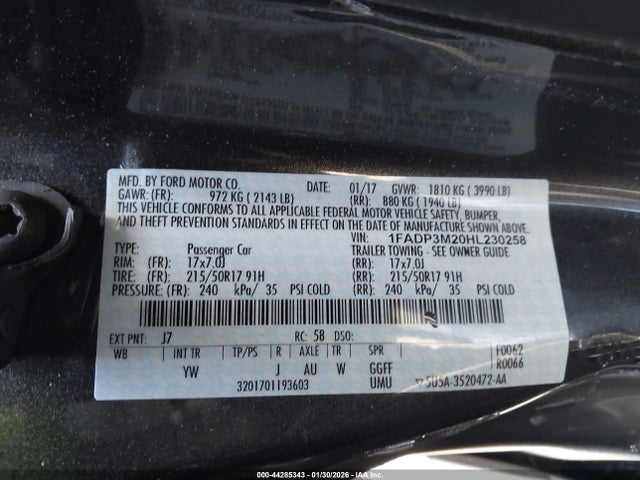 MFD. BY FORD MOTOR CO. DATE: 01/17 GVWR: 1810 KG ( 3990 LB)
GAWR: (FR): 972 KG ( 2143 LB) (RR): 880 KG ( 1940 LB)
THIS VEHICLE CONFORMS TO ALL APPLICABLE FEDERAL MOTOR VEHICLE SAFETY, BUMPER,
AND THEFT PREVENTION STANDARDS IN EFFECT ON THE DATE OF MANUFACTURE SHOWN ABOVE.
VIN: 1FADP3M20HL230258
TYPE: Passenger Car TRAILER TOWING - SEE OWNER GUIDE
RIM: (FR): 17x7.0J (RR): 17x7.0J
TIRE: (FR): 215/50R17 91H (RR): 215/50R17 91H
PRESSURE: (FR): 240 kPa/ 35 PSI COLD (RR): 240 kPa/ 35 PSI COLD
EXT PNT: J7 RC: 58 DSO:
WB INT TR TP/PS R AXLE TR SPR F0062
YW J AU W GGFF R0066
3201701193603 UMU 5U5A-3520472-AA
000-44285343 | 01/30/2026 - IAAI.com